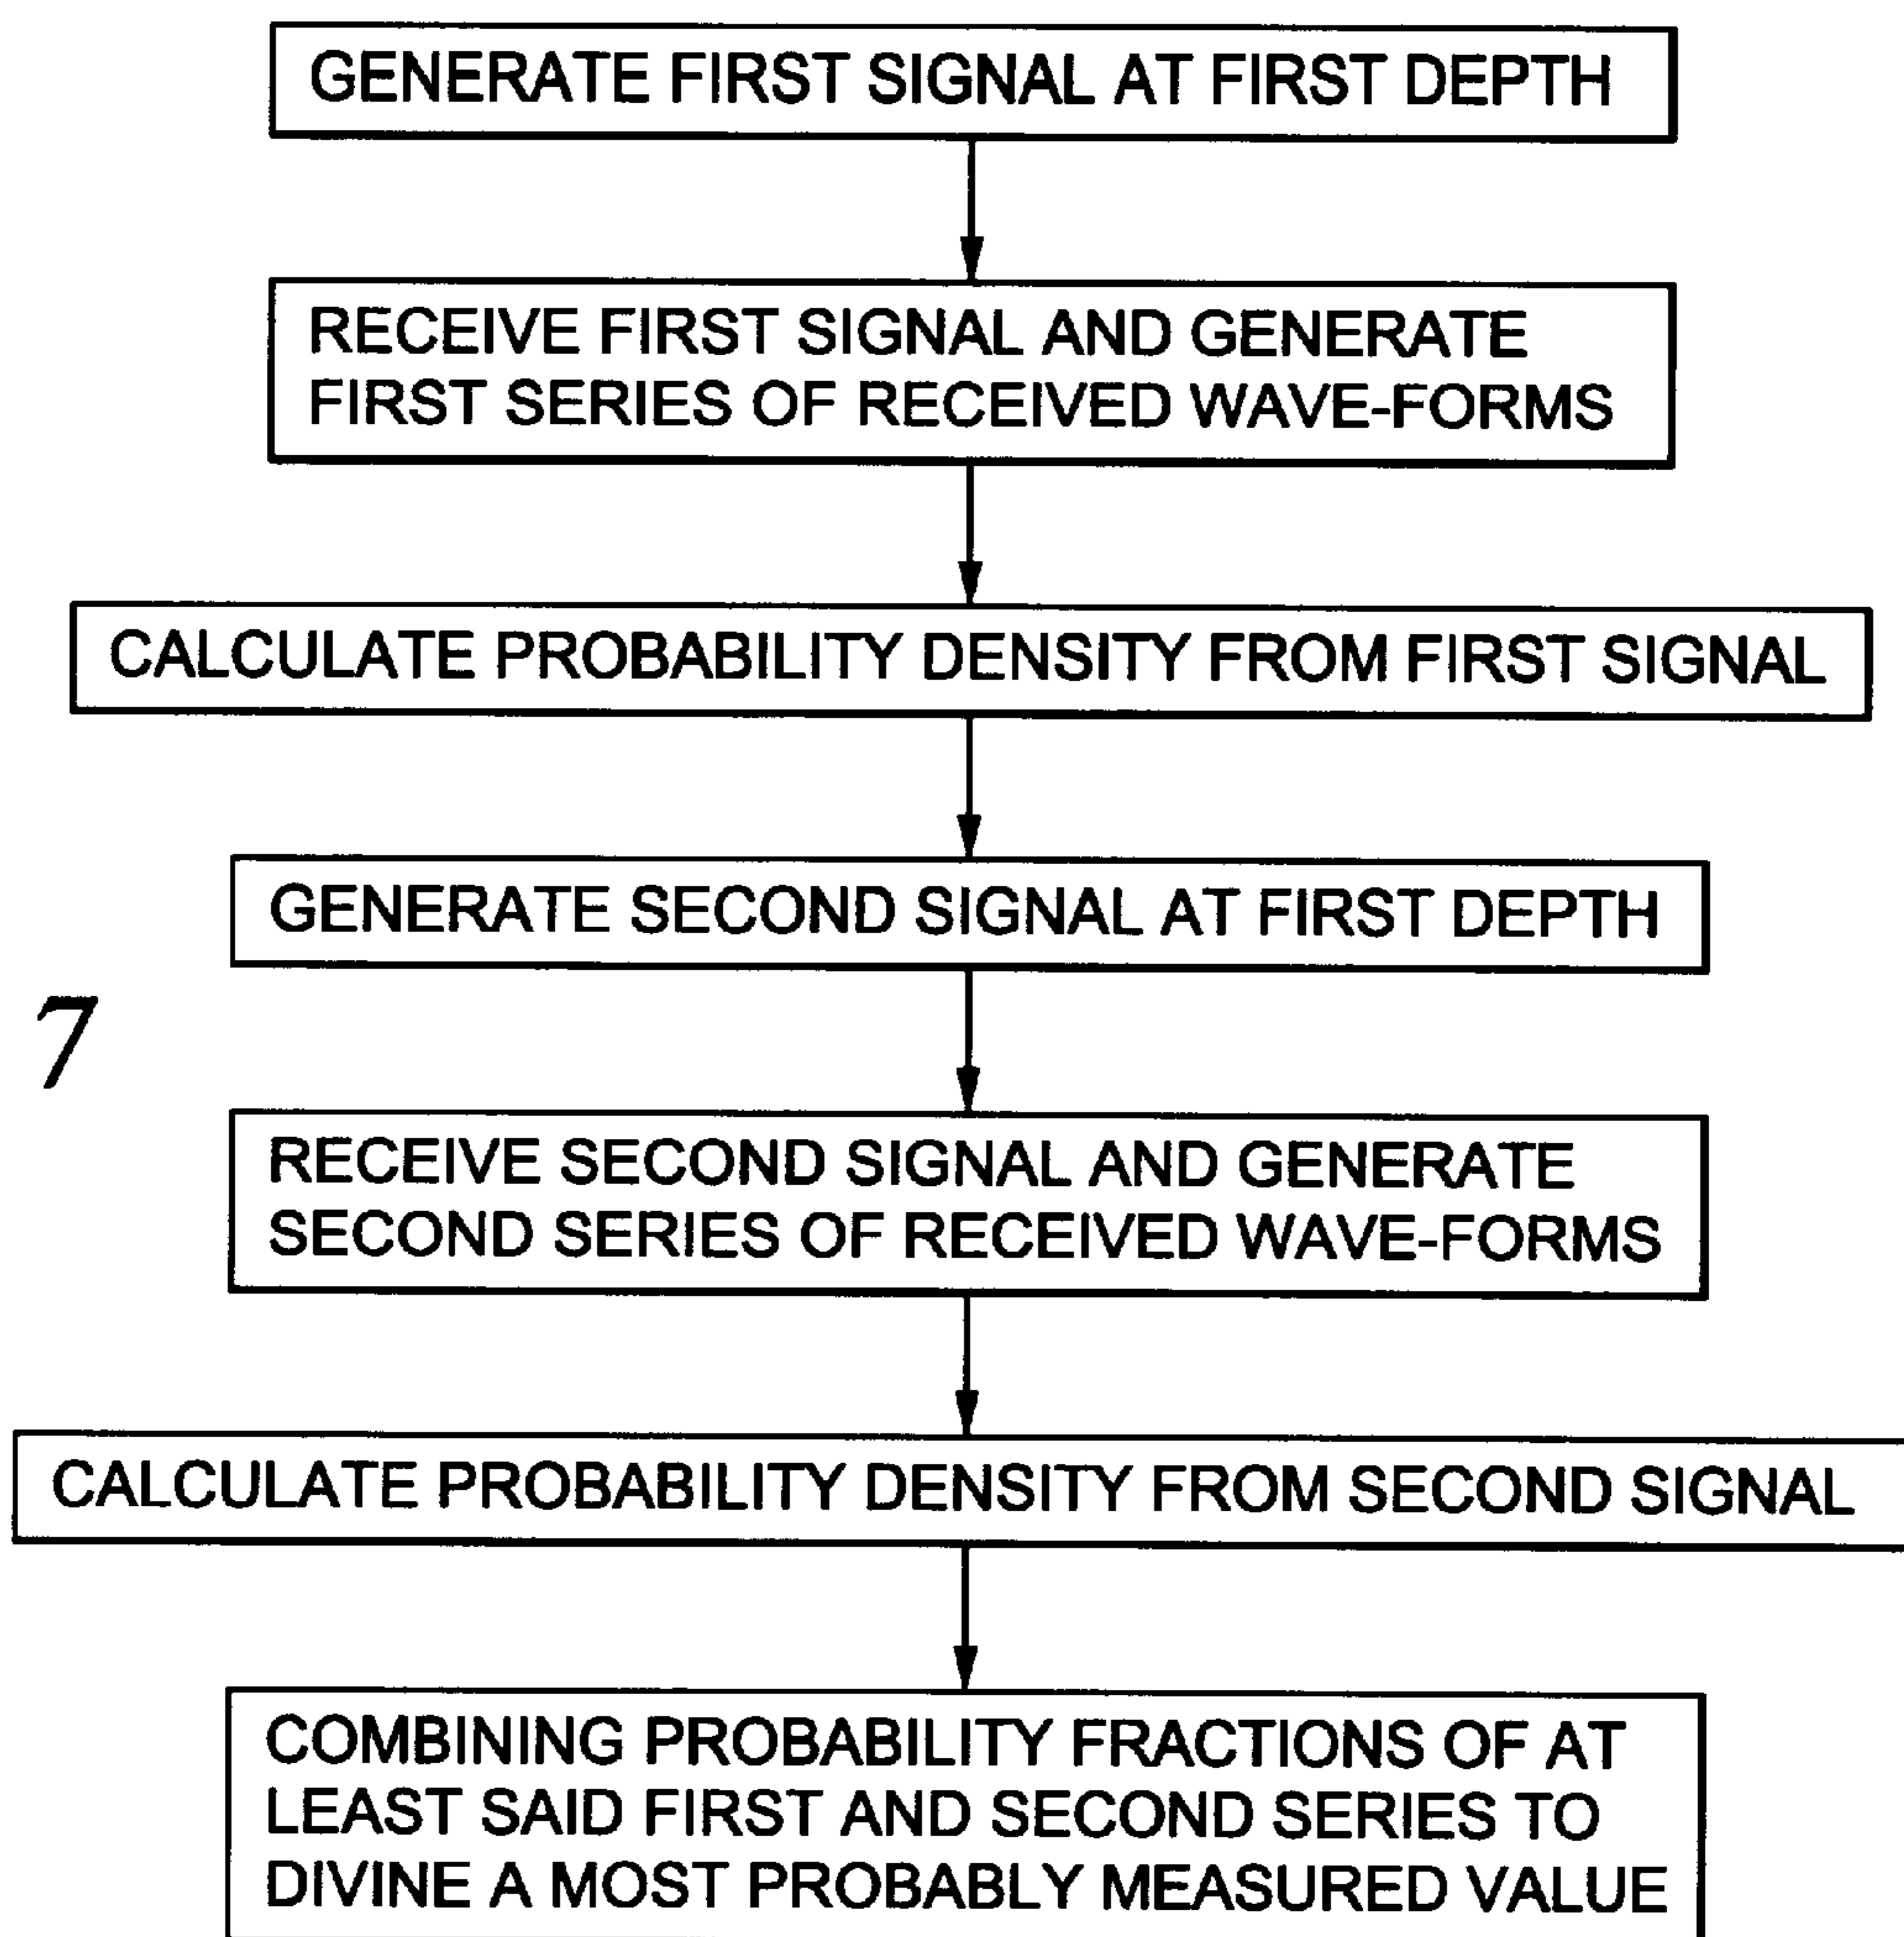 GENERATE FIRST SIGNAL AT FIRST DEPTH
RECEIVE FIRST SIGNAL AND GENERATE
FIRST SERIES OF RECEIVED WAVE-FORMS
CALCULATE PROBABILITY DENSITY FROM FIRST SIGNAL
GENERATE SECOND SIGNAL AT FIRST DEPTH
7
RECEIVE SECOND SIGNAL AND GENERATE
SECOND SERIES OF RECEIVED WAVE-FORMS
CALCULATE PROBABILITY DENSITY FROM SECOND SIGNAL
COMBINING PROBABILITY FRACTIONS OF AT
LEAST SAID FIRST AND SECOND SERIES TO
DIVINE A MOST PROBABLY MEASURED VALUE